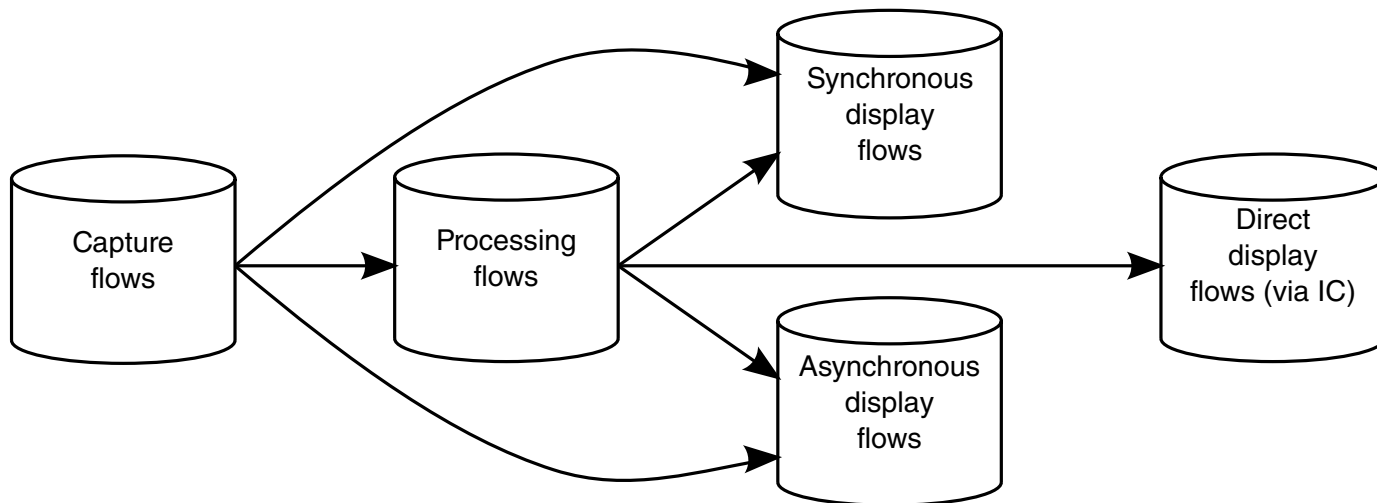 Capture
flows
Processing
flows
Synchronous
display
flows
Asynchronous
display
flows
Direct
display
flows (via IC)